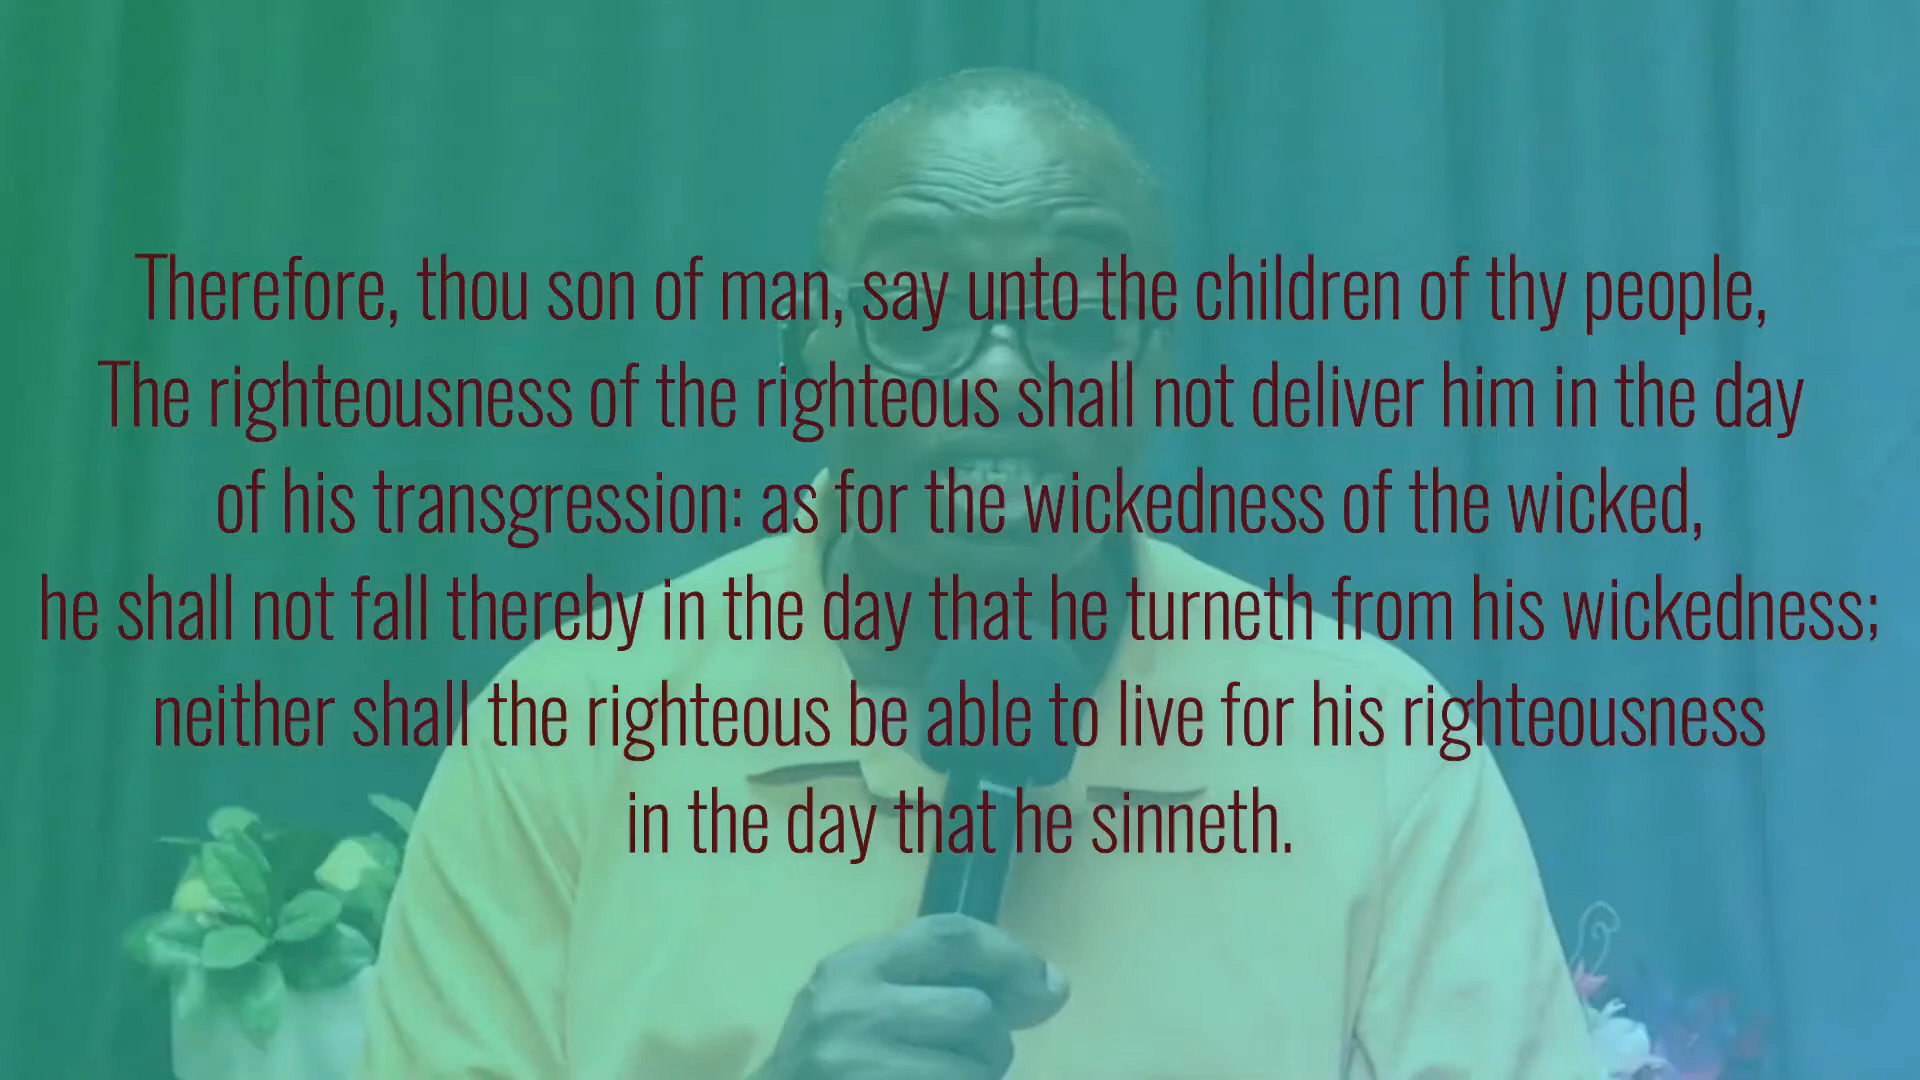 Therefore, thou son of man, say unto the children of thy people,
The righteousness of the righteous shall not deliver him in the day
of his transgression: as for the wickedness of the wicked,
he shall not fall thereby in the day that he turneth from his wickedness;
neither shall the righteous be able to live for his righteousness
in the day that he sinneth.